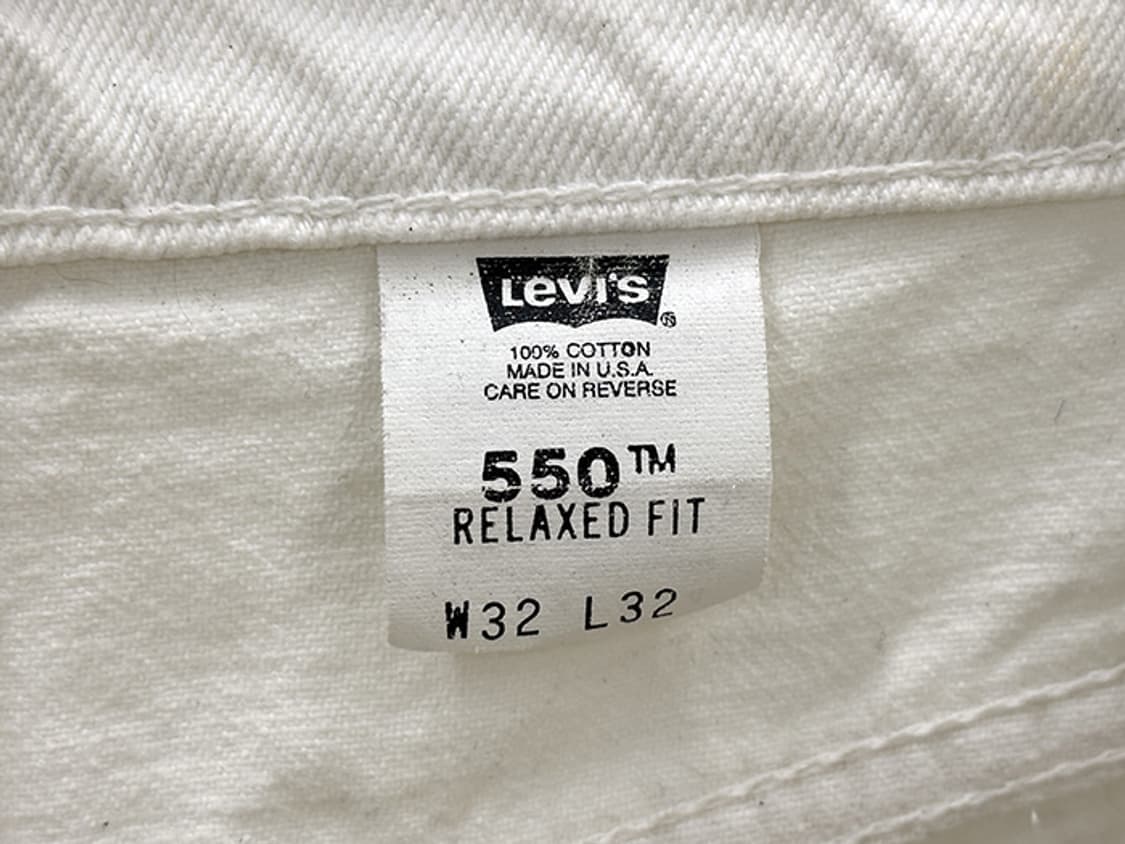 LEVI'S ®
100% COTTON
MADE IN U.S.A.
CARE ON REVERSE
550™
RELAXED FIT
W32 L32